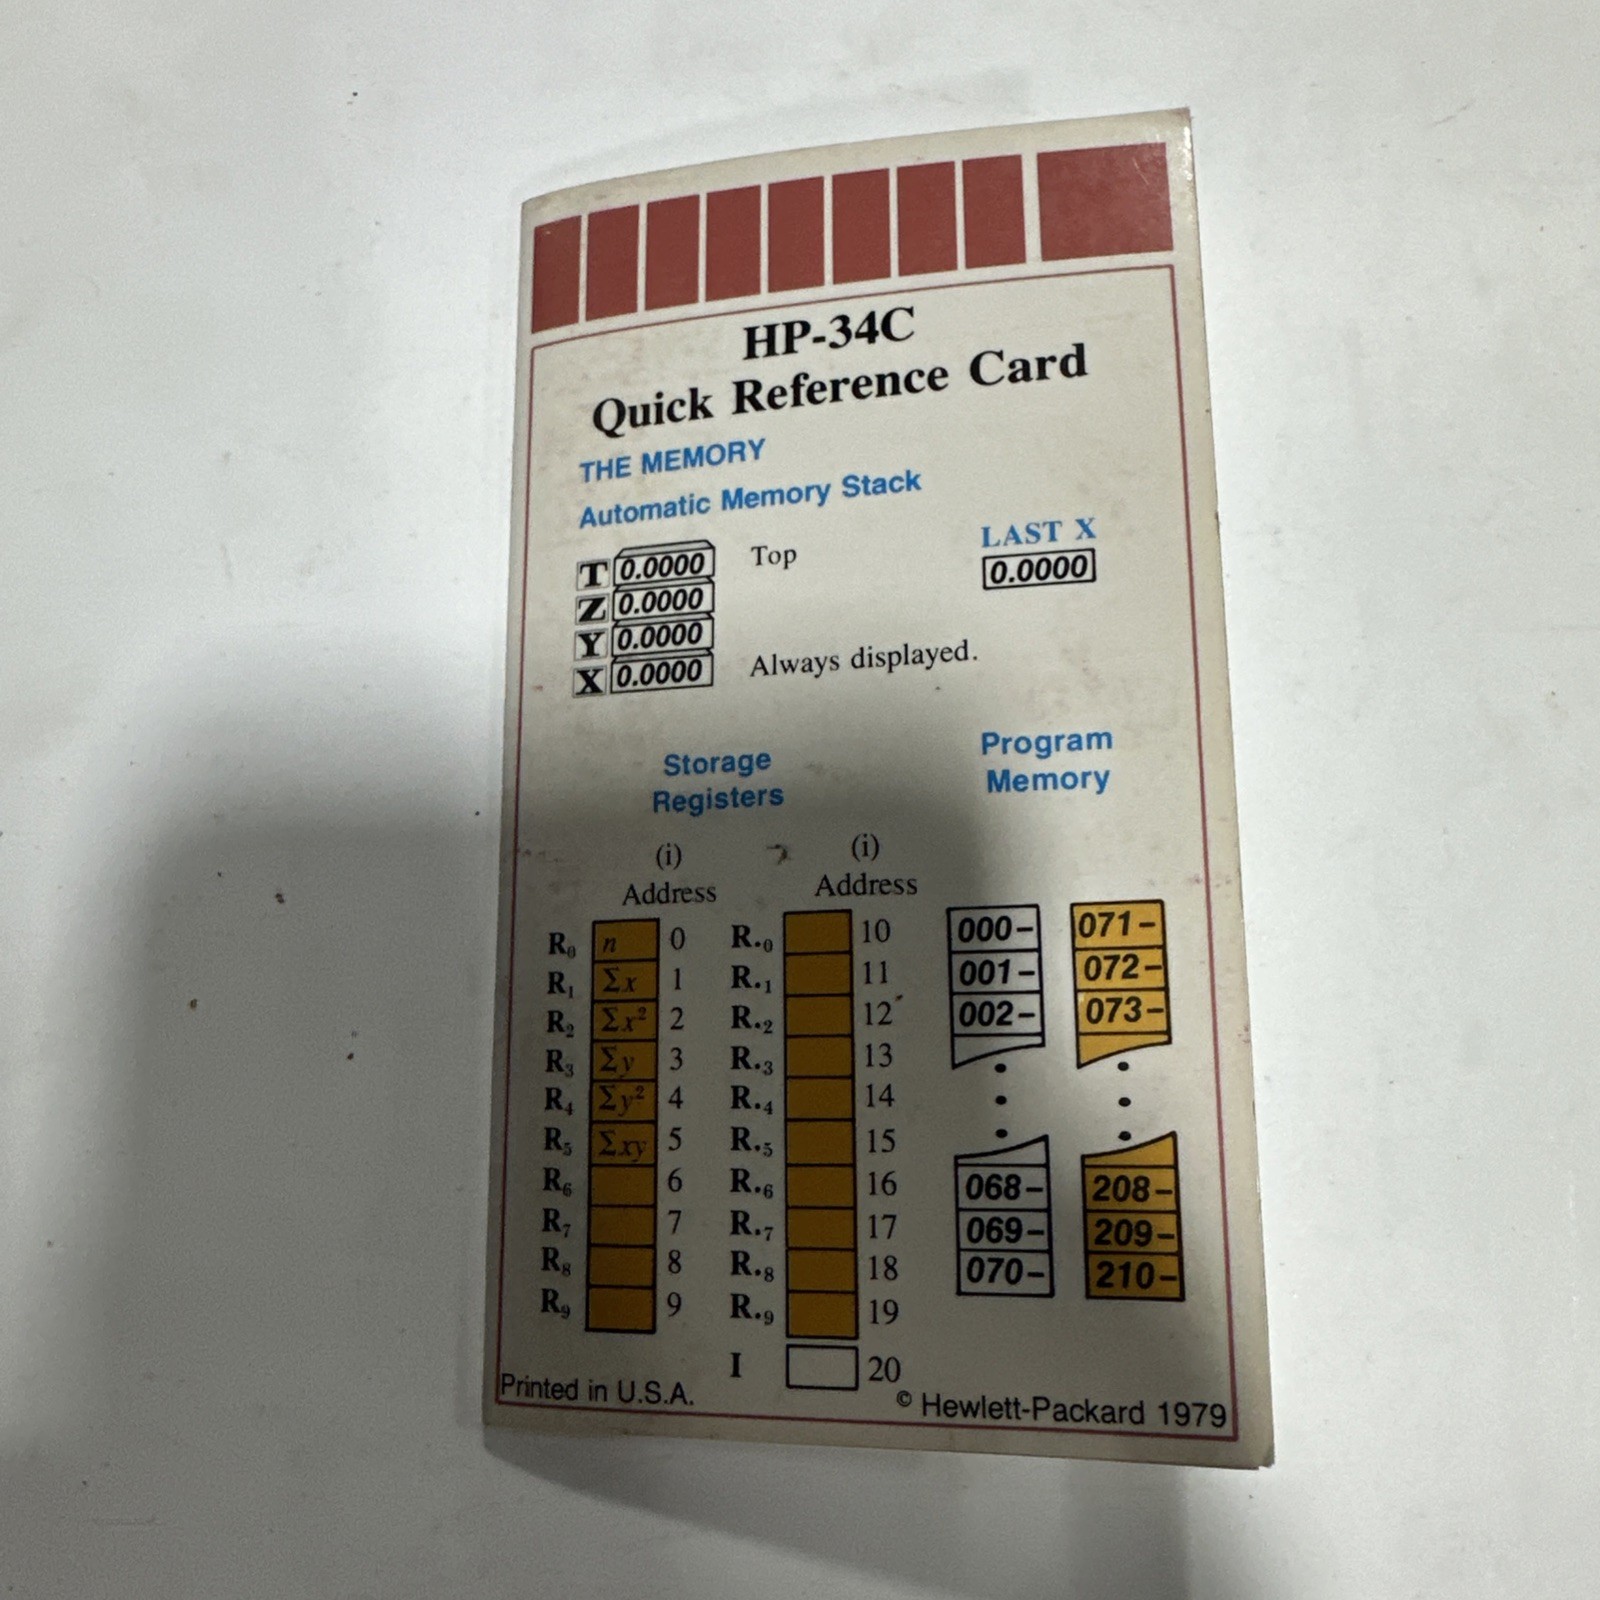 HP-34C
Quick Reference Card
THE MEMORY
Automatic Memory Stack
LAST X
T 0.0000 Top 0.0000
Z 0.0000
Y 0.0000
X 0.0000 Always displayed.
Storage Registers
Program Memory
(i) Address (i) Address
R0 n 0 R.0 10 000- 071-
R1 Σx 1 R.1 11 001- 072-
R2 Σx² 2 R.2 12 002- 073-
R3 Σy 3 R.3 13
R4 Σy² 4 R.4 14
R5 Σxy 5 R.5 15
R6 6 R.6 16 068- 208-
R7 7 R.7 17 069- 209-
R8 8 R.8 18 070- 210-
R9 9 R.9 19
I 20
Printed in U.S.A. © Hewlett-Packard 1979